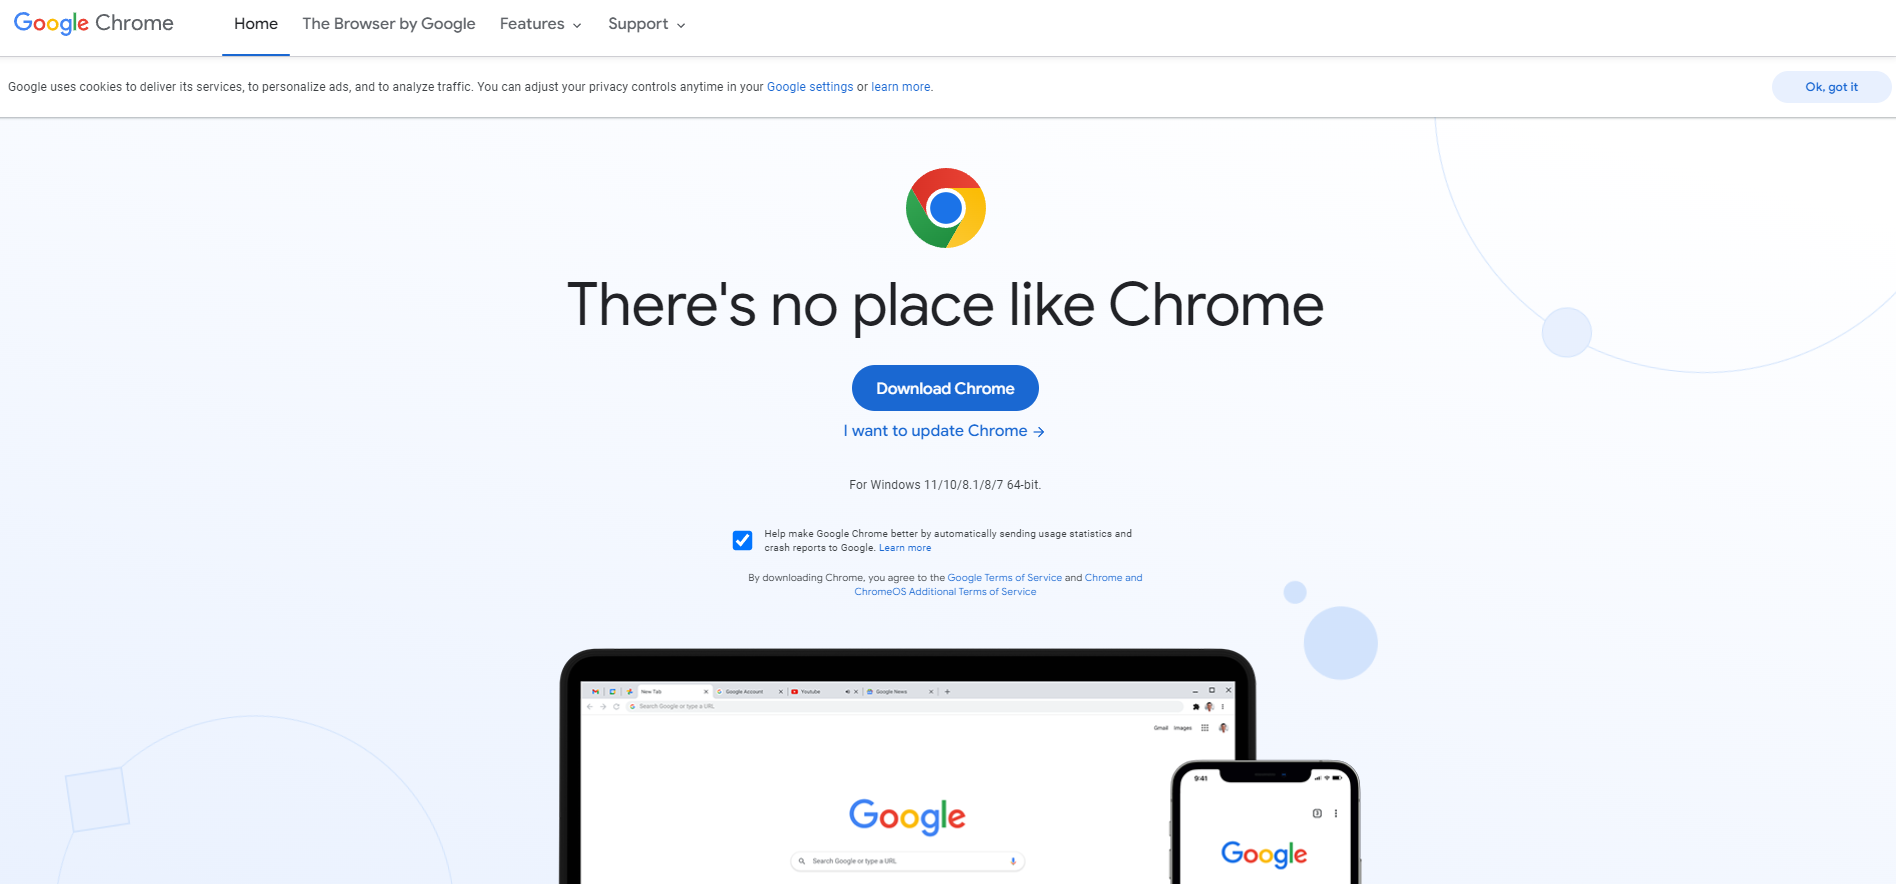 Google Chrome
Home
The Browser by Google
Features
Support
Google uses cookies to deliver its services, to personalize ads, and to analyze traffic. You can adjust your privacy controls anytime in your Google settings or learn more.
Ok, got it
There's no place like Chrome
Download Chrome
I want to update Chrome
For Windows 11/10/8.1/8/7 64-bit.
Help make Google Chrome better by automatically sending usage statistics and
crash reports to Google. Learn more
By downloading Chrome, you agree to the Google Terms of Service and Chrome and
ChromeOS Additional Terms of Service
New Tab
Google Account
Youtube
Google News
Search Google or type a URL
Gmail Images
Google
Search Google or type a URL
9:41
3
Google